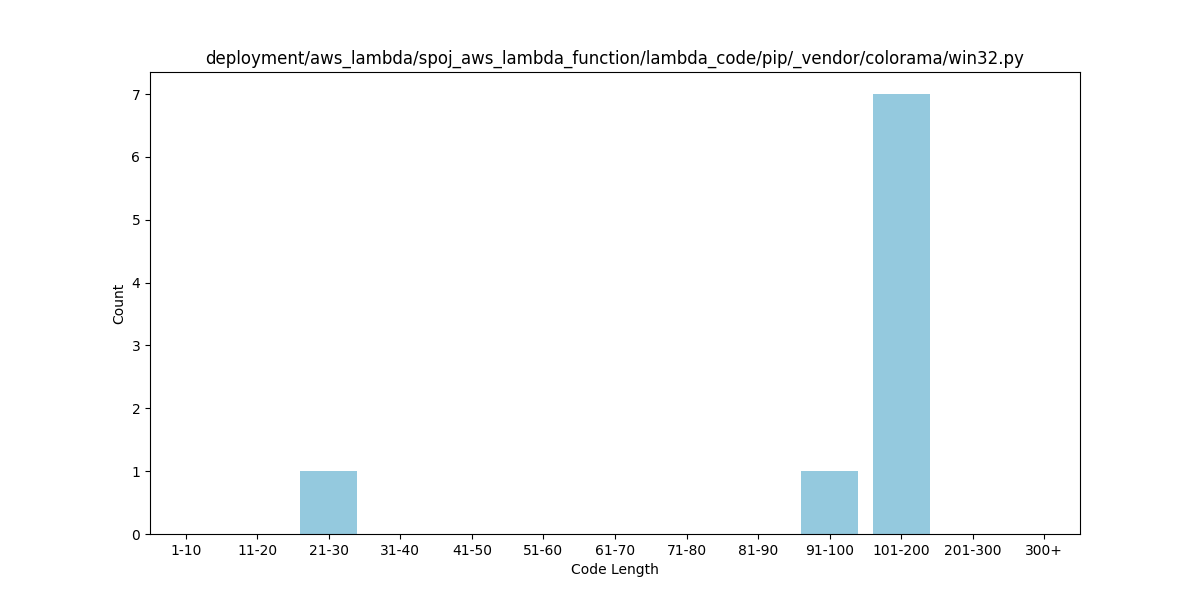 deployment/aws_lambda/spoj_aws_lambda_function/lambda_code/pip/_vendor/colorama/win32.py
7
6
5
4
3
2
1
0
Count
1-10 11-20 21-30 31-40 41-50 51-60 61-70 71-80 81-90 91-100 101-200 201-300 300+
Code Length